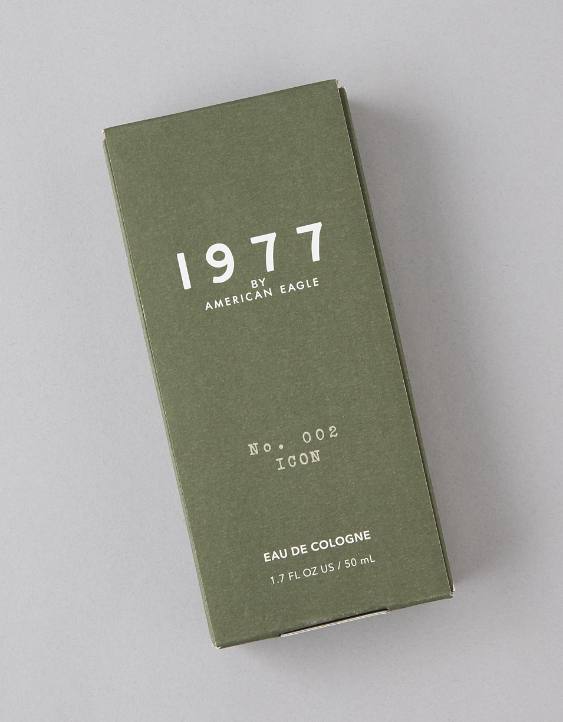 1977
BY
AMERICAN EAGLE
No. 002
ICON
EAU DE COLOGNE
1.7 FL OZ US / 50 mL